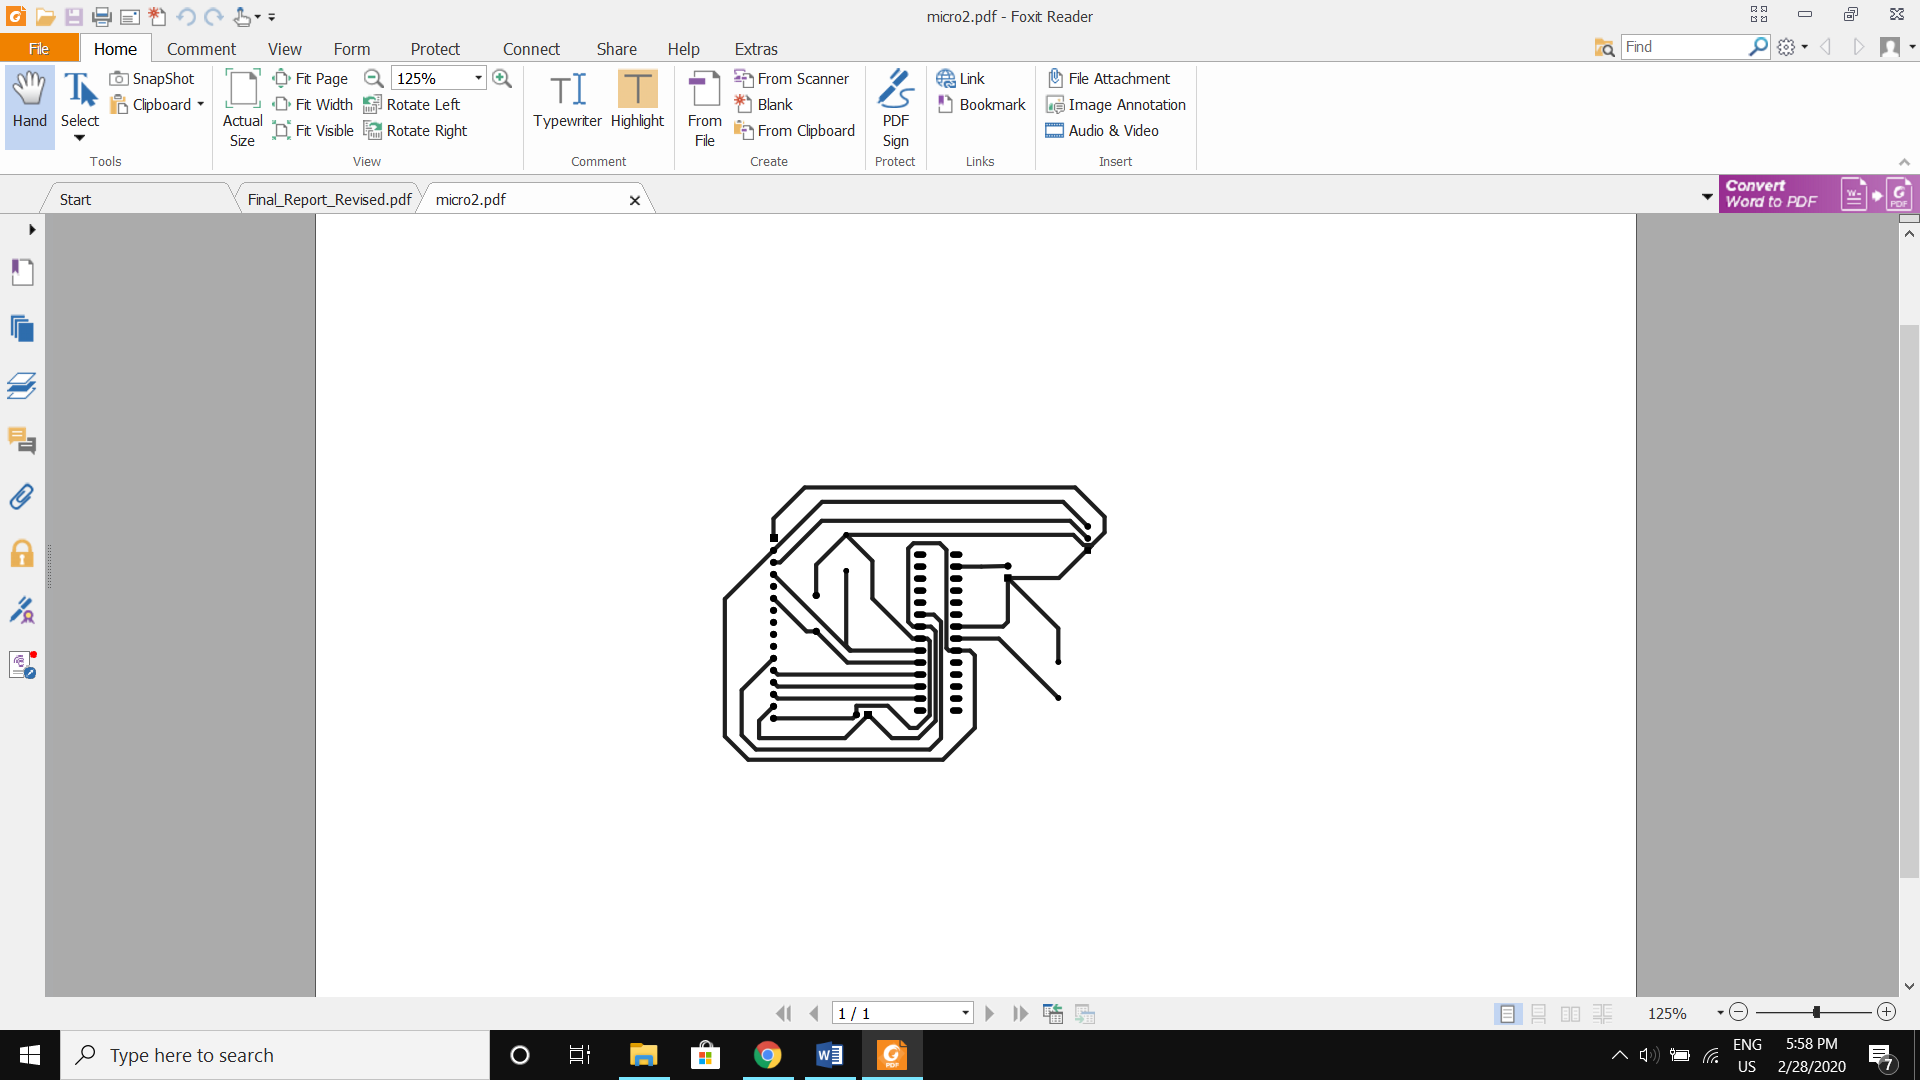 micro2.pdf - Foxit Reader
File Home Comment View Form Protect Connect Share Help Extras
Find
Hand
Select
SnapShot
Clipboard
Tools
Actual
Size
Fit Page
Fit Width
Fit Visible
125%
Rotate Left
Rotate Right
View
Typewriter
Highlight
Comment
From
File
From Scanner
Blank
From Clipboard
Create
PDF
Sign
Protect
Link
Bookmark
Links
File Attachment
Image Annotation
Audio & Video
Insert
Start
Final_Report_Revised.pdf
micro2.pdf
Convert
Word to PDF
PDF
1 / 1
125%
Type here to search
PDF
ENG
US
5:58 PM
2/28/2020
7